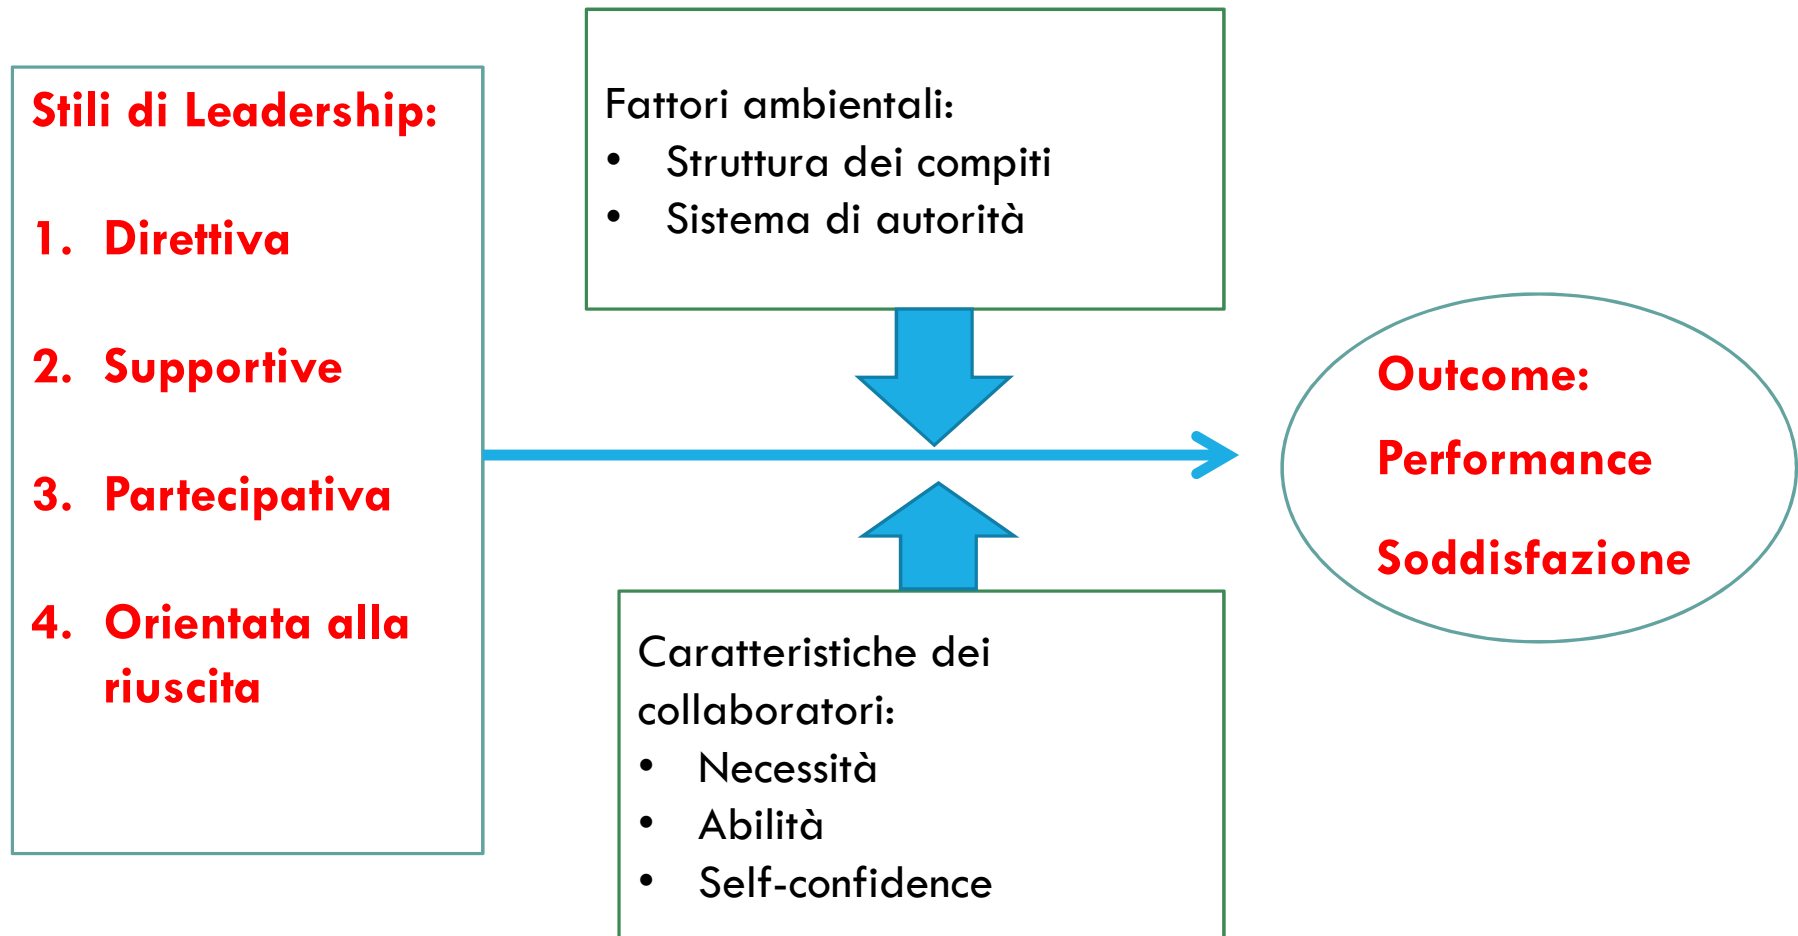 Stili di Leadership:
1. Direttiva
2. Supportive
3. Partecipativa
4. Orientata alla
riuscita
Fattori ambientali:
• Struttura dei compiti
• Sistema di autorità
Caratteristiche dei
collaboratori:
• Necessità
• Abilità
• Self-confidence
Outcome:
Performance
Soddisfazione